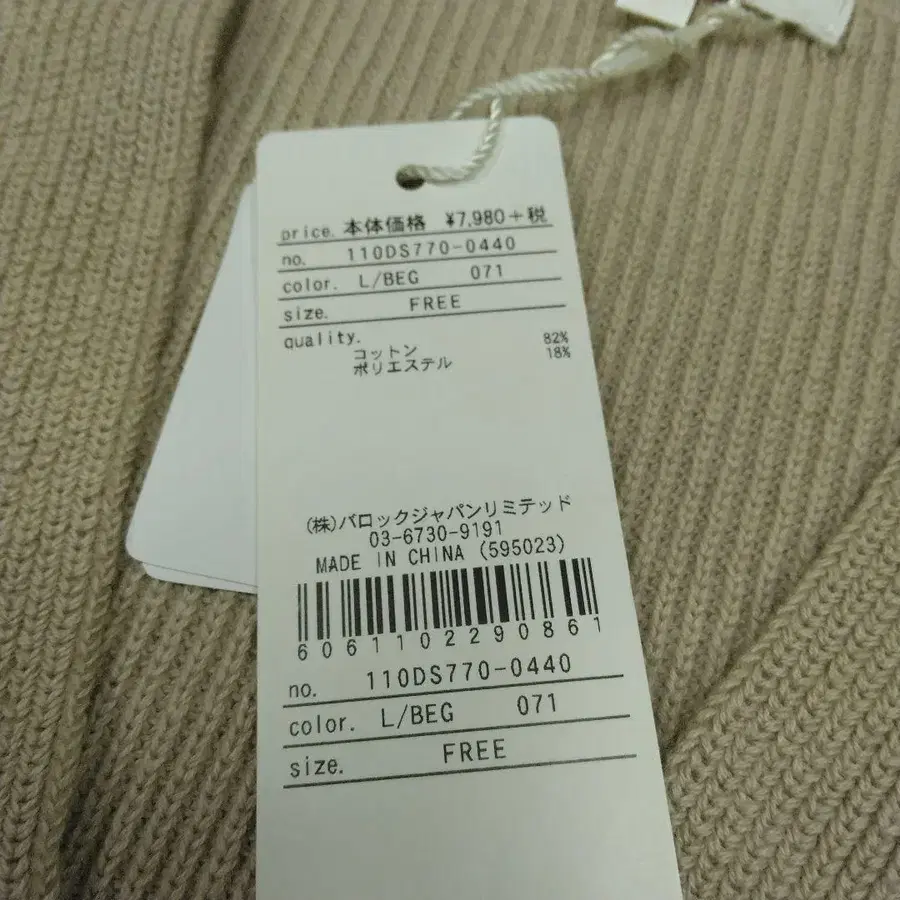 price. 本体価格 ¥7,980+税
no. 110DS770-0440
color. L/BEG 071
size. FREE
quality.
コットン 82%
ポリエステル 18%
(株)バロックジャパンリミテッド
03-6730-9191
MADE IN CHINA (595023)
6061102290861
no. 110DS770-0440
color. L/BEG 071
size. FREE